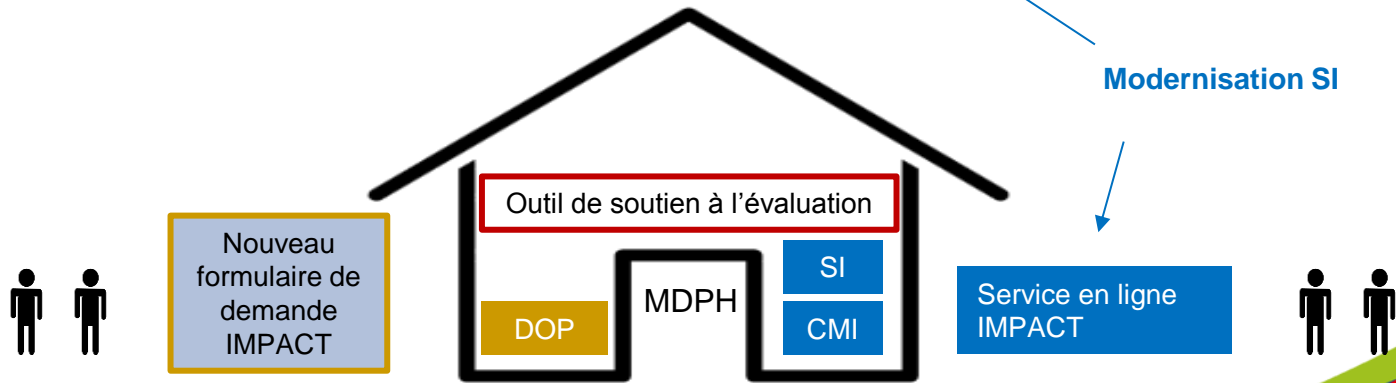 Modernisation SI
Outil de soutien à l’évaluation
Nouveau
formulaire de
demande
IMPACT
DOP
MDPH
SI
CMI
Service en ligne
IMPACT